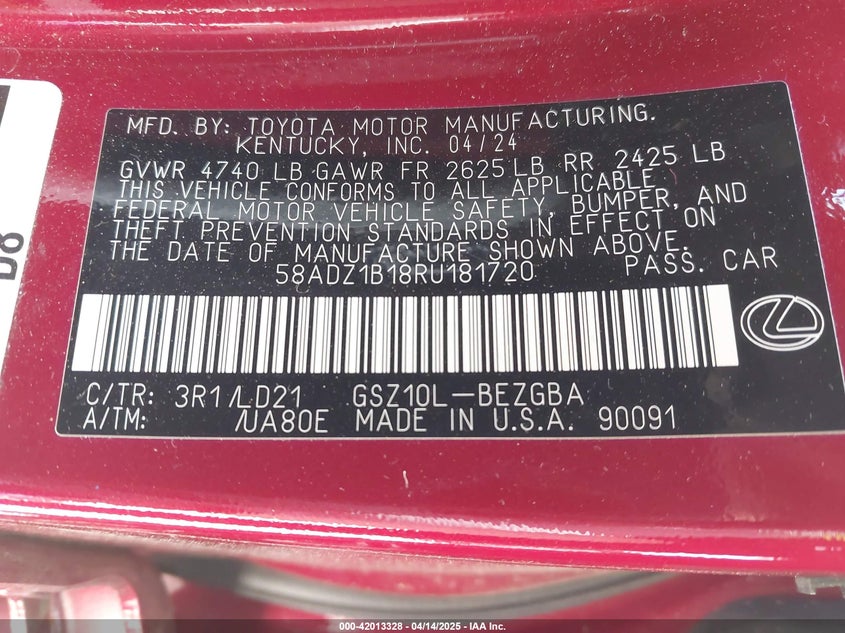 MFD. BY: TOYOTA MOTOR MANUFACTURING.
KENTUCKY, INC. 04/24
GVWR 4740 LB GAWR FR 2625 LB RR 2425 LB
THIS VEHICLE CONFORMS TO ALL APPLICABLE
FEDERAL MOTOR VEHICLE SAFETY, BUMPER, AND
THEFT PREVENTION STANDARDS IN EFFECT ON
THE DATE OF MANUFACTURE SHOWN ABOVE.
58ADZ1B18RU181720 PASS. CAR
C/TR: 3R1/LD21 GSZ10L-BEZGBA
A/TM: /UA80E MADE IN U.S.A. 90091
000-42013328 - 04/14/2025 - IAA Inc.